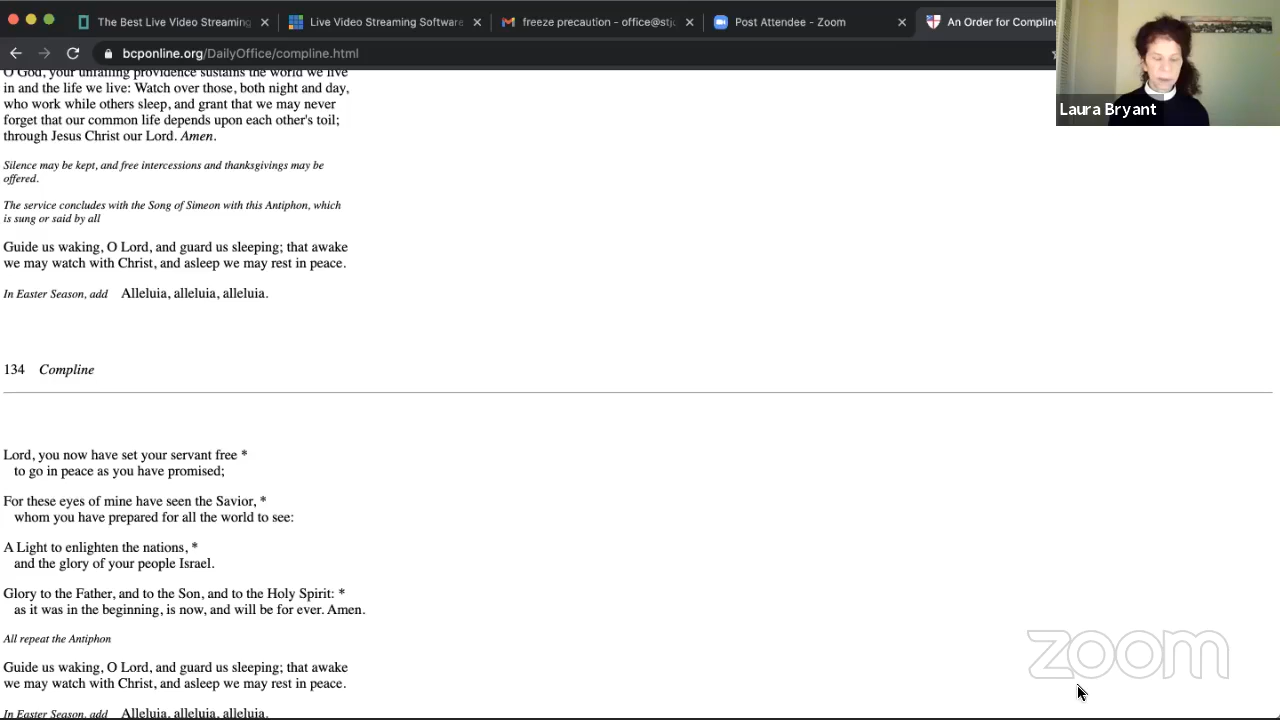 The Best Live Video Streaming
Live Video Streaming Software
freeze precaution - office@stj
Post Attendee - Zoom
An Order for Compline
bcponline.org/DailyOffice/compline.html
Laura Bryant
O God, your unfailing providence sustains the world we live
in and the life we live: Watch over those, both night and day,
who work while others sleep, and grant that we may never
forget that our common life depends upon each other's toil;
through Jesus Christ our Lord. Amen.
Silence may be kept, and free intercessions and thanksgivings may be
offered.
The service concludes with the Song of Simeon with this Antiphon, which
is sung or said by all
Guide us waking, O Lord, and guard us sleeping; that awake
we may watch with Christ, and asleep we may rest in peace.
In Easter Season, add Alleluia, alleluia, alleluia.
134 Compline
Lord, you now have set your servant free *
to go in peace as you have promised;
For these eyes of mine have seen the Savior, *
whom you have prepared for all the world to see:
A Light to enlighten the nations, *
and the glory of your people Israel.
Glory to the Father, and to the Son, and to the Holy Spirit: *
as it was in the beginning, is now, and will be for ever. Amen.
All repeat the Antiphon
Guide us waking, O Lord, and guard us sleeping; that awake
we may watch with Christ, and asleep we may rest in peace.
In Easter Season, add Alleluia, alleluia, alleluia.
zoom